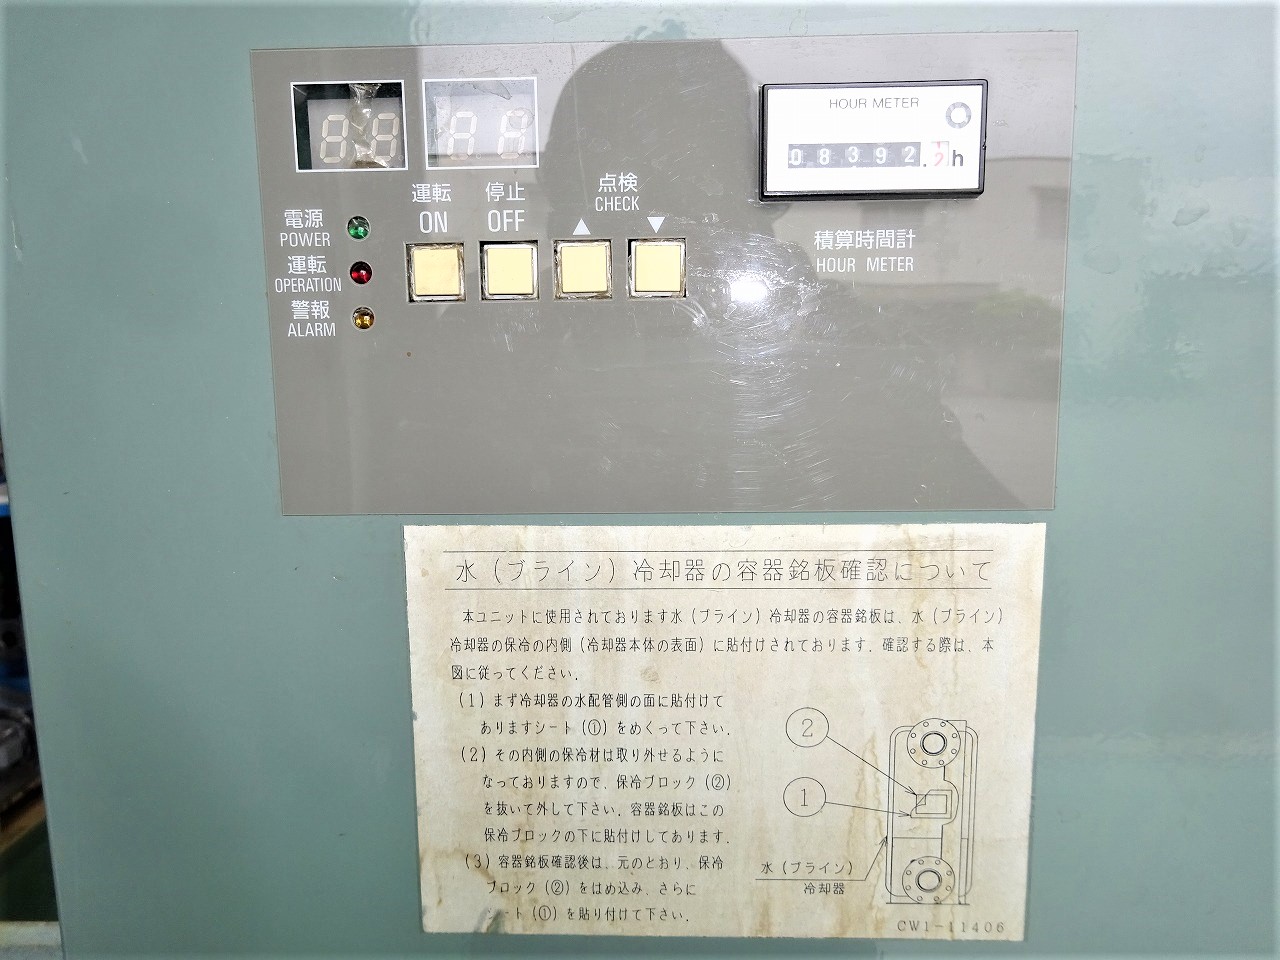 HOUR METER
08392.2h
運転
ON
停止
OFF
点検
CHECK
▲
▼
電源
POWER
運転
OPERATION
警報
ALARM
積算時間計
HOUR METER
水（ブライン）冷却器の容器銘板確認について
本ユニットに使用されております水（ブライン）冷却器の容器銘板は、水（ブライン）
冷却器の保冷の内側（冷却器本体の表面）に貼付けされております．確認する際は、本
図に従ってください．
(1) まず冷却器の水配管側の面に貼付けて
ありますシート（①）をめくって下さい．
(2) その内側の保冷材は取り外せるように
なっておりますので、保冷ブロック（②）
を抜いて外して下さい．容器銘板はこの
保冷ブロックの下に貼付けしてあります．
(3) 容器銘板確認後は、元のとおり、保冷
ブロック（②）をはめ込み、さらに
シート（①）を貼り付けて下さい．
2
1
水（ブライン）
冷却器
CW1-11406